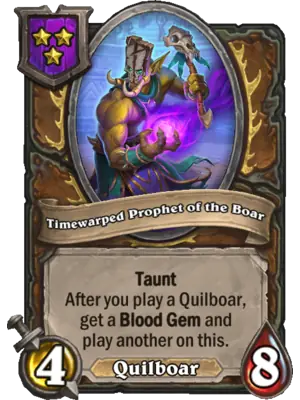 Timewarped Prophet of the Boar
Taunt
After you play a Quilboar,
get a Blood Gem and
play another on this.
4
Quilboar
8